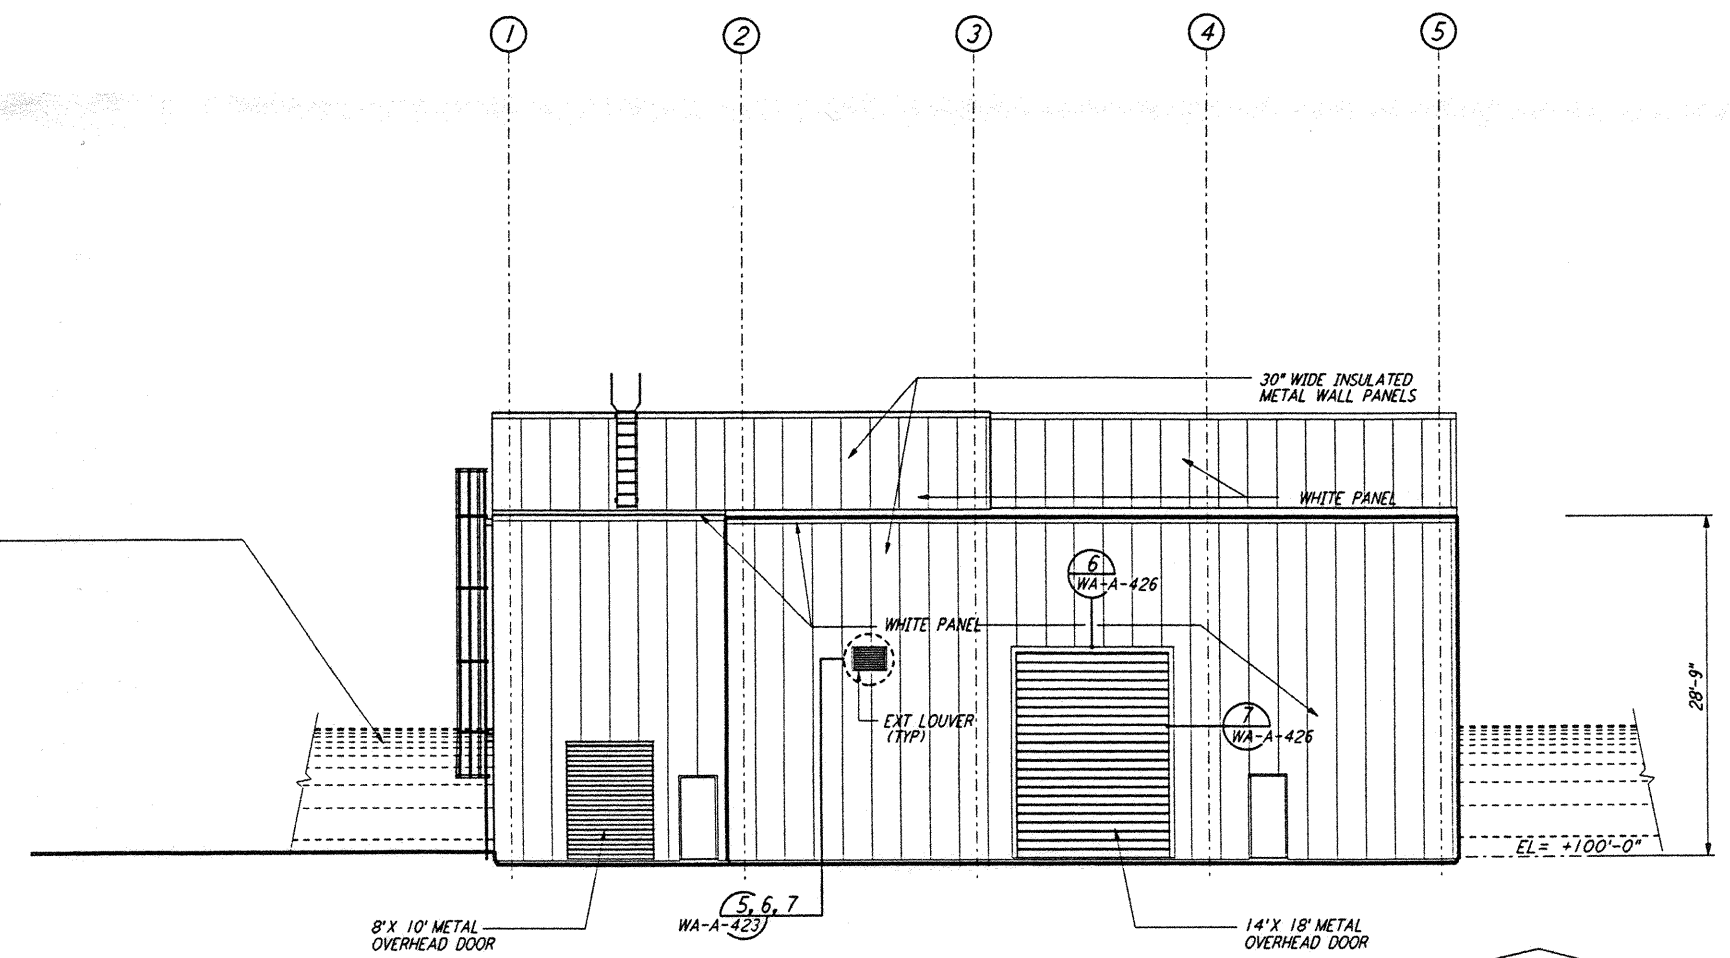 1
2
3
4
5
30" WIDE INSULATED
METAL WALL PANELS
WHITE PANEL
6
WA-A-426
WHITE PANEL
28'-9"
7
WA-A-426
EXT LOUVER
(TYP)
EL= +100'-0"
5, 6, 7
WA-A-423
8' X 10' METAL
OVERHEAD DOOR
14' X 18' METAL
OVERHEAD DOOR